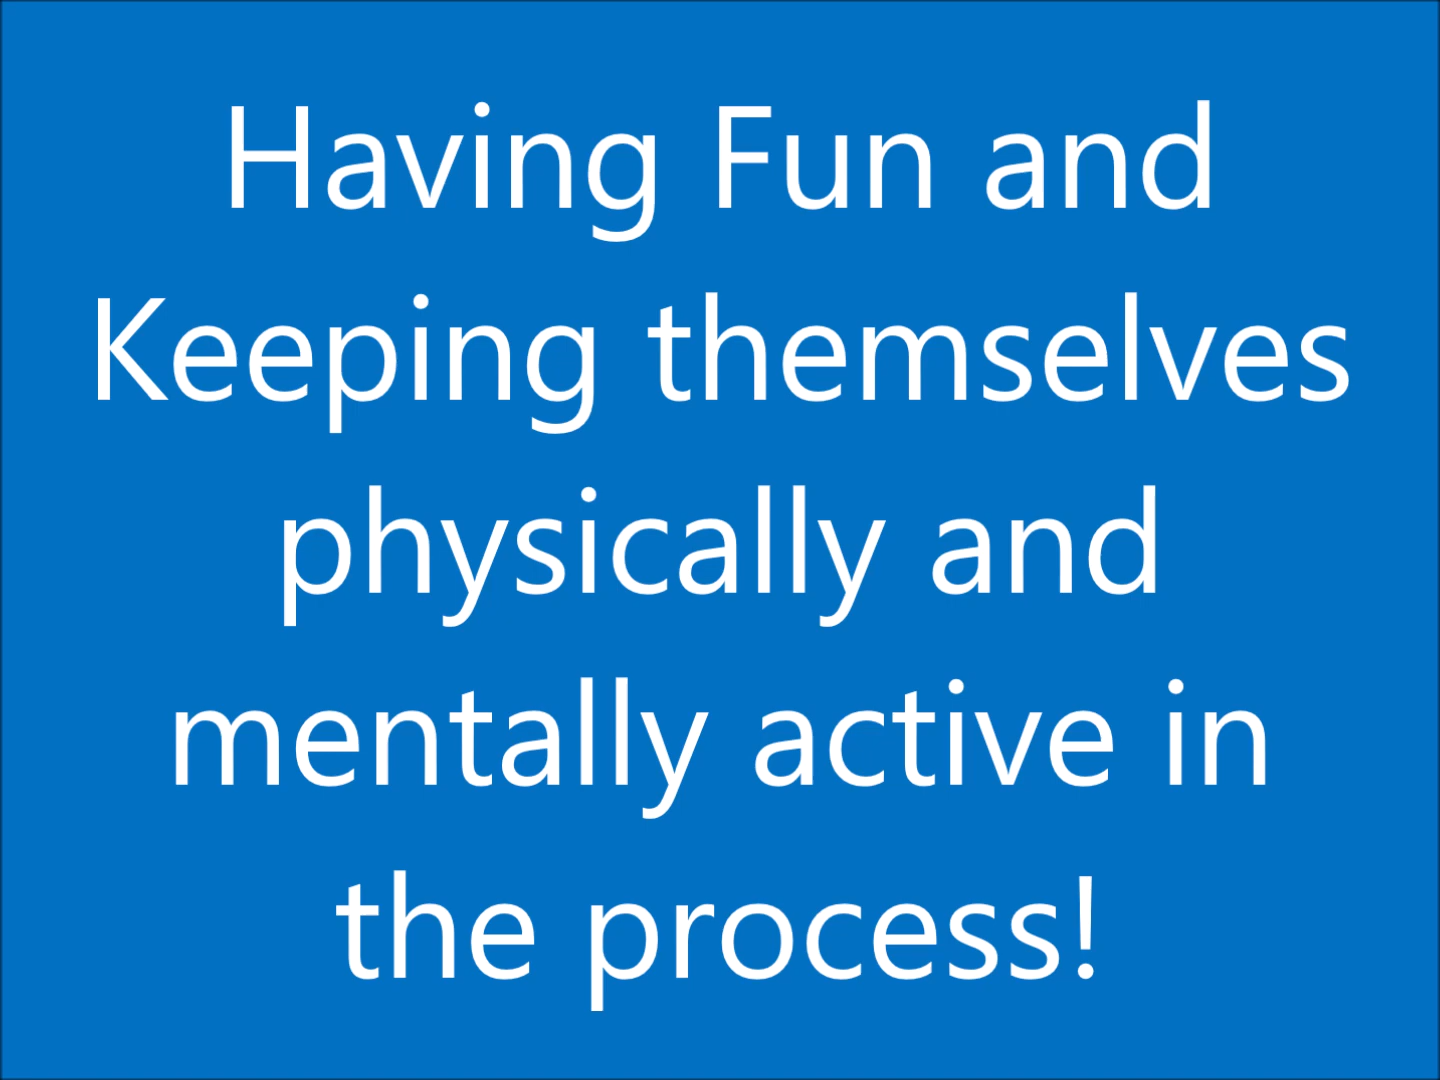 Having Fun and
Keeping themselves
physically and
mentally active in
the process!